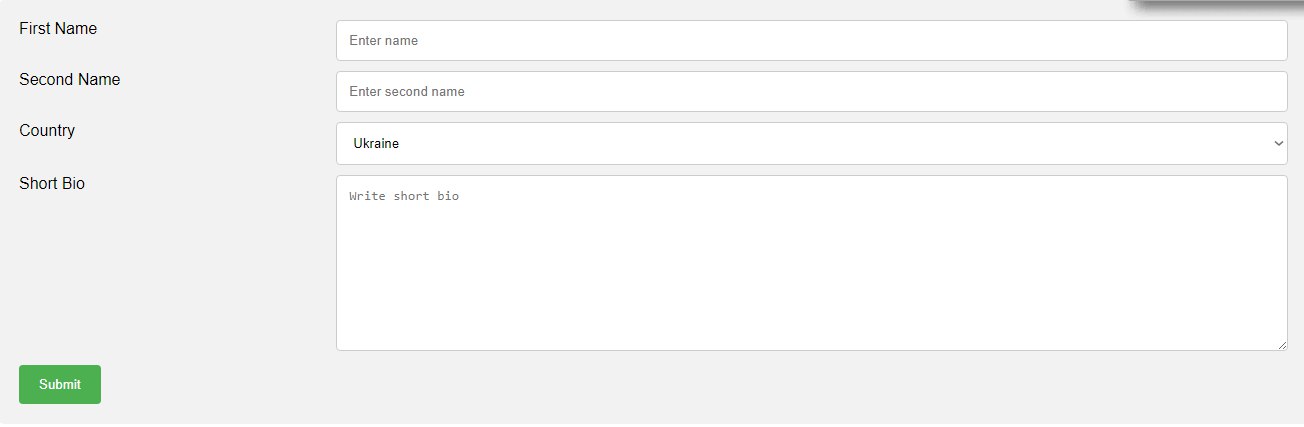 First Name
Enter name
Second Name
Enter second name
Country
Ukraine
Short Bio
Write short bio
Submit